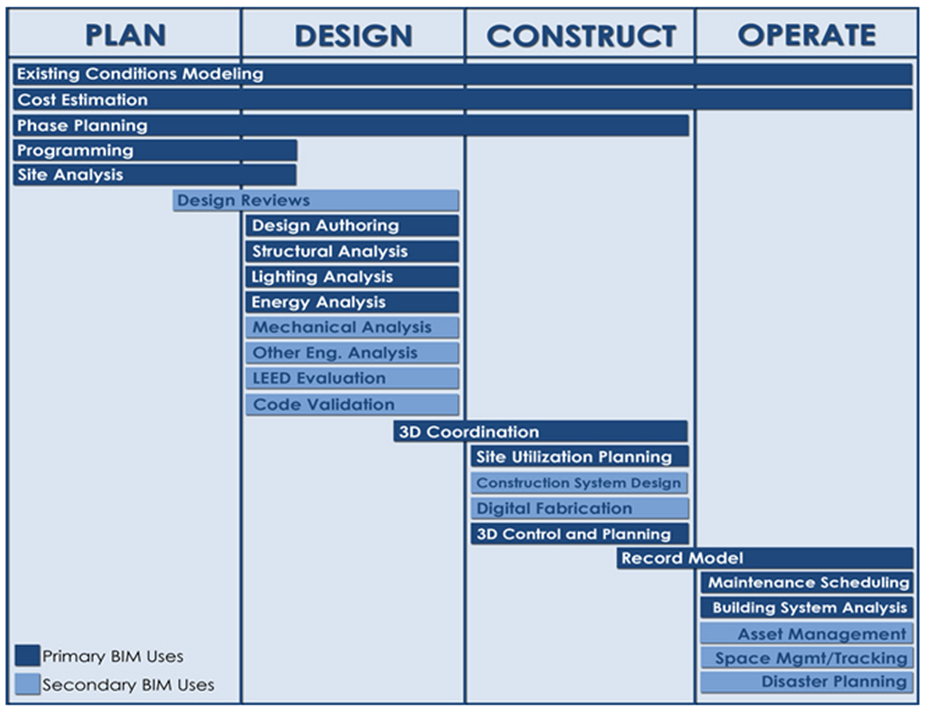 PLAN DESIGN CONSTRUCT OPERATE
Existing Conditions Modeling
Cost Estimation
Phase Planning
Programming
Site Analysis
Design Reviews
Design Authoring
Structural Analysis
Lighting Analysis
Energy Analysis
Mechanical Analysis
Other Eng. Analysis
LEED Evaluation
Code Validation
3D Coordination
Site Utilization Planning
Construction System Design
Digital Fabrication
3D Control and Planning
Record Model
Maintenance Scheduling
Building System Analysis
Asset Management
Space Mgmt/Tracking
Disaster Planning
Primary BIM Uses
Secondary BIM Uses